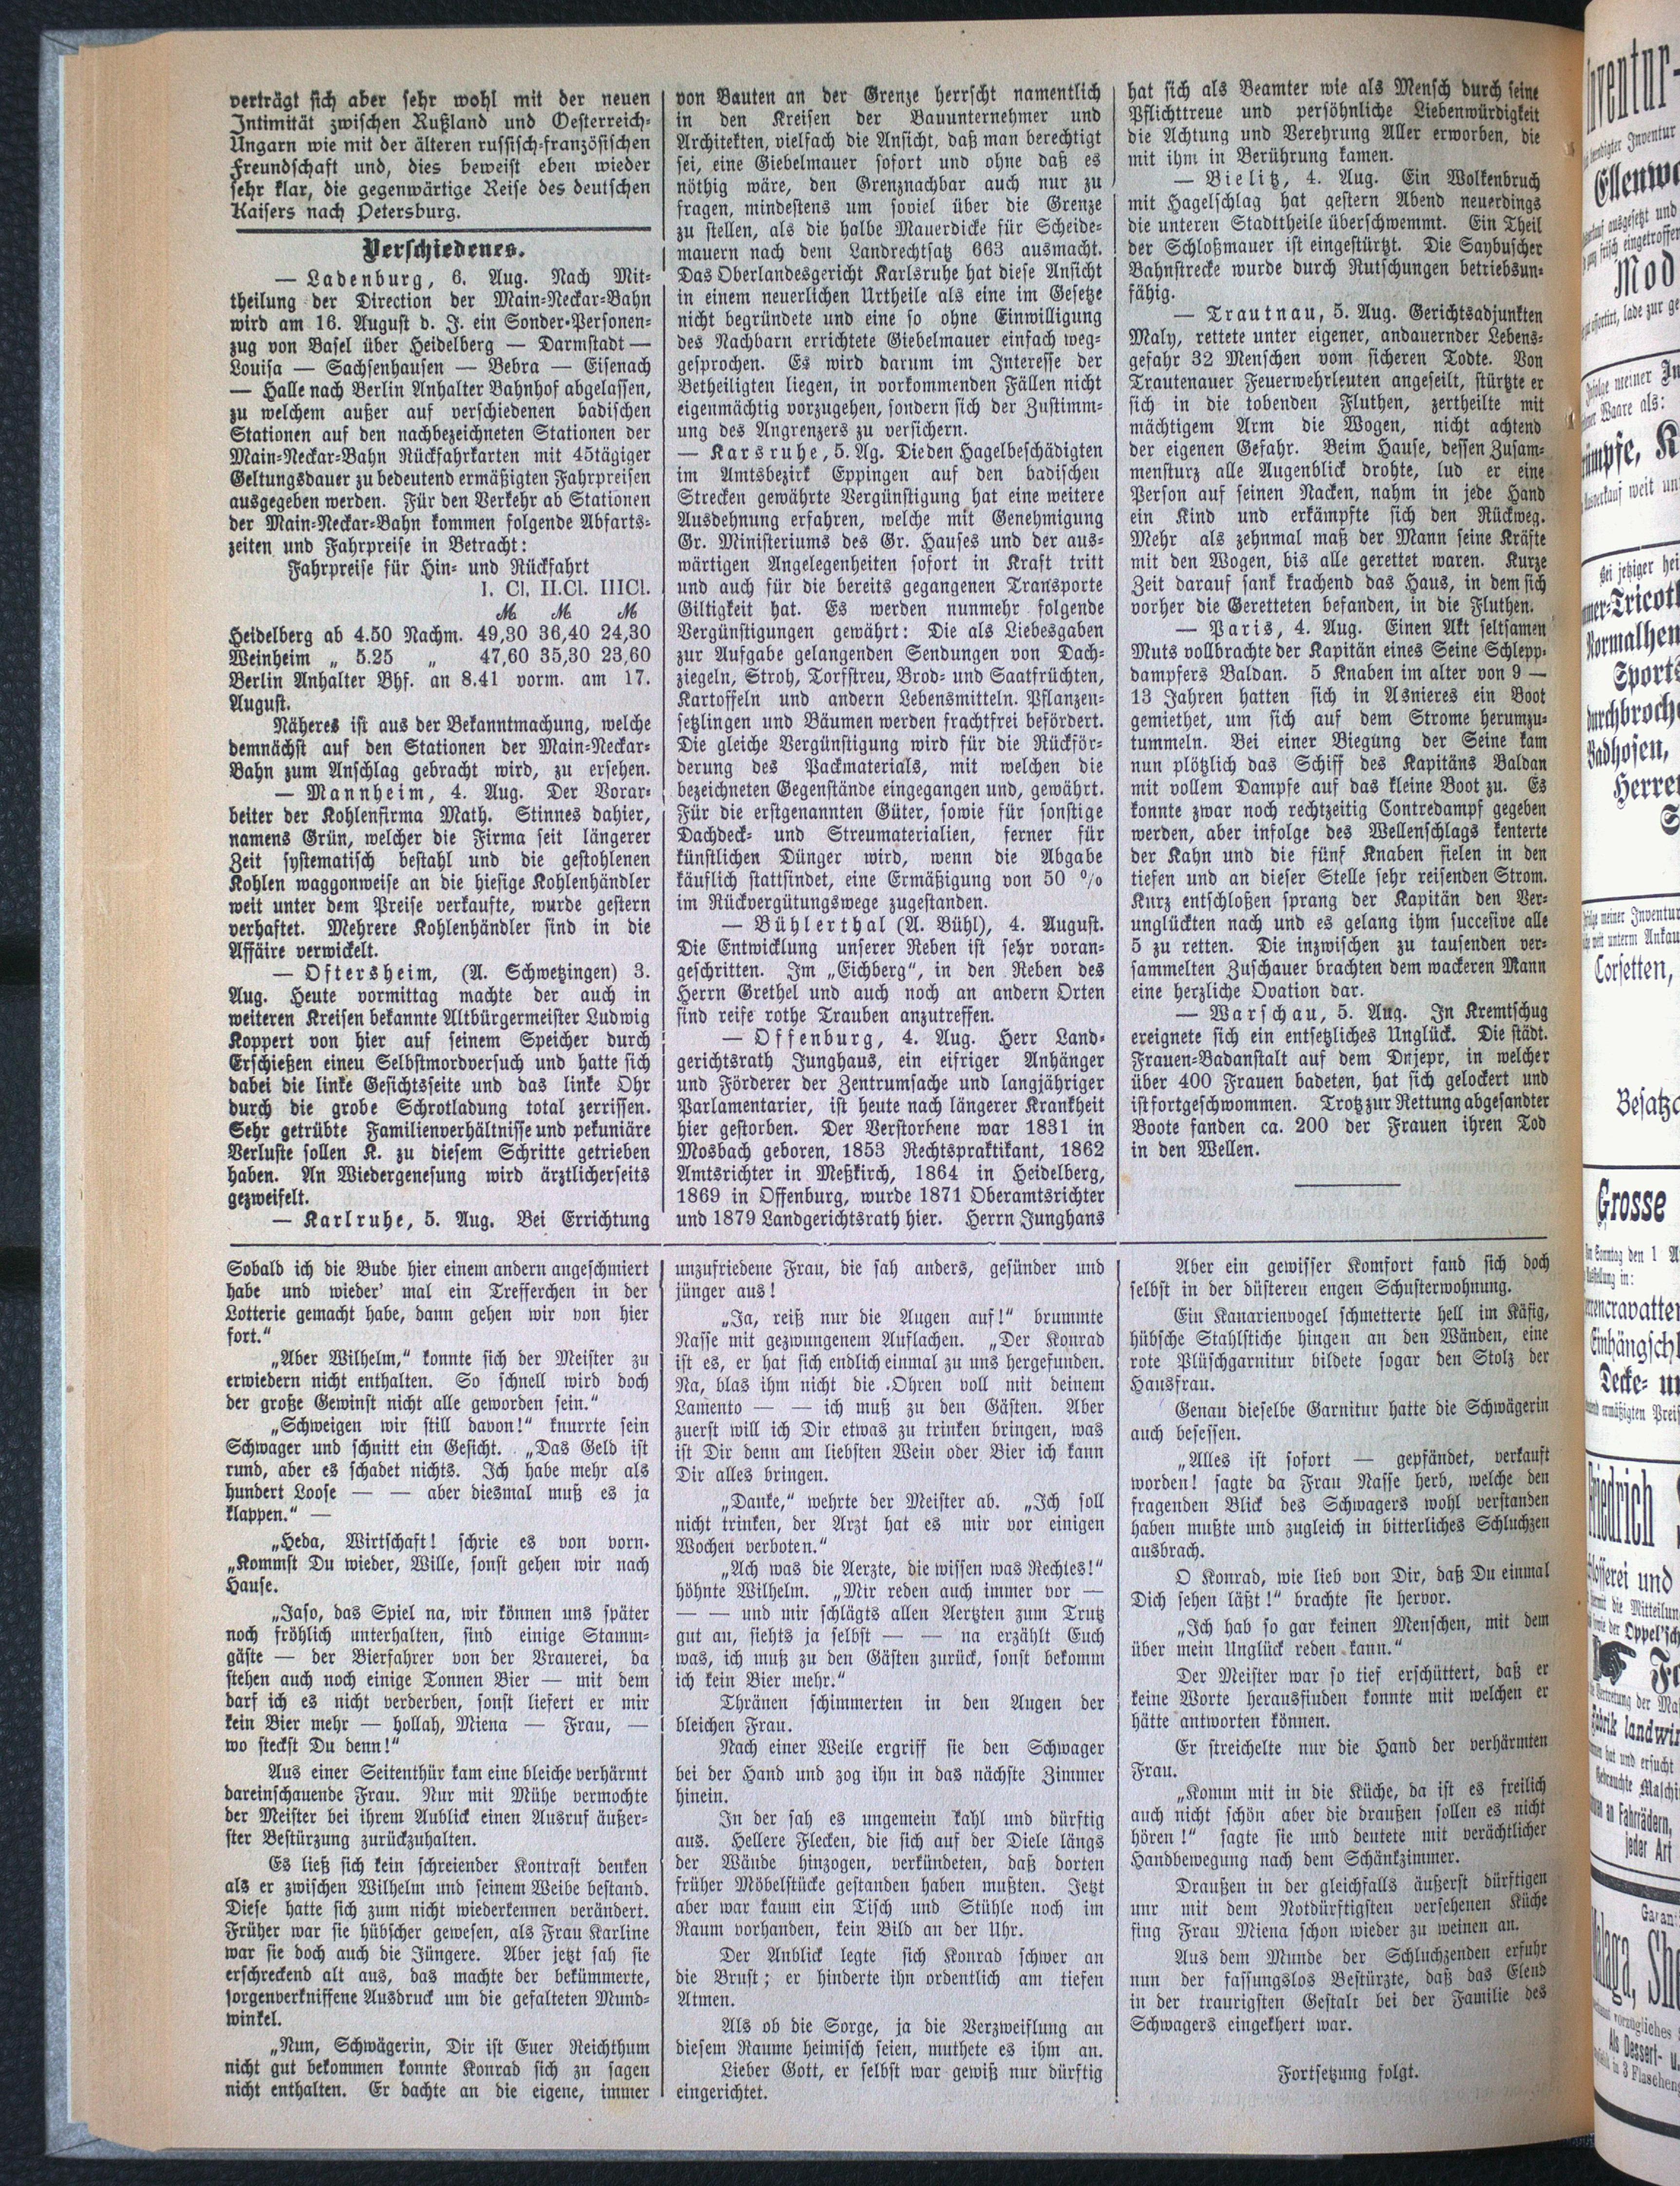 verträgt sich aber sehr wohl mit der neuen
Intimität zwischen Rußland und Oesterreich-
Ungarn wie mit der älteren russisch-französischen
Freundschaft und, dies beweist eben wieder
sehr klar, die gegenwärtige Reise des deutschen
Kaisers nach Petersburg.
Verschiedenes.
— Ladenburg, 6. Aug. Nach Mit-
theilung der Direction der Main-Neckar-Bahn
wird am 16. August d. J. ein Sonder-Personen-
zug von Basel über Heidelberg — Darmstadt —
Louisa — Sachsenhausen — Bebra — Eisenach
— Halle nach Berlin Anhalter Bahnhof abgelassen,
zu welchem außer auf verschiedenen badischen
Stationen auf den nachbezeichneten Stationen der
Main-Neckar-Bahn Rückfahrkarten mit 45tägiger
Geltungsdauer zu bedeutend ermäßigten Fahrpreisen
ausgegeben werden. Für den Verkehr ab Stationen
der Main-Neckar-Bahn kommen folgende Abfarts-
zeiten und Fahrpreise in Betracht:
Fahrpreise für Hin- und Rückfahrt
I. Cl. II. Cl. III Cl.
M M M
Heidelberg ab 4.50 Nachm. 49,30 36,40 24,30
Weinheim „ 5.25 „ 47,60 35,30 23,60
Berlin Anhalter Bhf. an 8.41 vorm. am 17.
August.
Näheres ist aus der Bekanntmachung, welche
demnächst auf den Stationen der Main-Neckar-
Bahn zum Anschlag gebracht wird, zu ersehen.
— Mannheim, 4. Aug. Der Vorar-
beiter der Kohlenfirma Math. Stinnes dahier,
namens Grün, welcher die Firma seit längerer
Zeit systematisch bestahl und die gestohlenen
Kohlen waggonweise an die hiesige Kohlenhändler
weit unter dem Preise verkaufte, wurde gestern
verhaftet. Mehrere Kohlenhändler sind in die
Affäire verwickelt.
— Oftersheim, (A. Schwetzingen) 3.
Aug. Heute vormittag machte der auch in
weiteren Kreisen bekannte Altbürgermeister Ludwig
Koppert von hier auf seinem Speicher durch
Erschießen eineu Selbstmordversuch und hatte sich
dabei die linke Gesichtsseite und das linke Ohr
durch die grobe Schrotladung total zerrissen.
Sehr getrübte Familienverhältnisse und pekuniäre
Verluste sollen K. zu diesem Schritte getrieben
haben. An Wiedergenesung wird ärztlicherseits
gezweifelt.
— Karlruhe, 5. Aug. Bei Errichtung
von Bauten an der Grenze herrscht namentlich
in den Kreisen der Bauunternehmer und
Architekten, vielfach die Ansicht, daß man berechtigt
sei, eine Giebelmauer sofort und ohne daß es
nöthig wäre, den Grenznachbar auch nur zu
fragen, mindestens um soviel über die Grenze
zu stellen, als die halbe Mauerdicke für Scheide-
mauern nach dem Landrechtsatz 663 ausmacht.
Das Oberlandesgericht Karlsruhe hat diese Ansicht
in einem neuerlichen Urtheile als eine im Gesetze
nicht begründete und eine so ohne Einwilligung
des Nachbarn errichtete Giebelmauer einfach weg-
gesprochen. Es wird darum im Interesse der
Betheiligten liegen, in vorkommenden Fällen nicht
eigenmächtig vorzugehen, sondern sich der Zustimm-
ung des Angrenzers zu versichern.
— Karsruhe, 5. Ag. Die den Hagelbeschädigten
im Amtsbezirk Eppingen auf den badischen
Strecken gewährte Vergünstigung hat eine weitere
Ausdehnung erfahren, welche mit Genehmigung
Gr. Ministeriums des Gr. Hauses und der aus-
wärtigen Angelegenheiten sofort in Kraft tritt
und auch für die bereits gegangenen Transporte
Giltigkeit hat. Es werden nunmehr folgende
Vergünstigungen gewährt: Die als Liebesgaben
zur Aufgabe gelangenden Sendungen von Dach-
ziegeln, Stroh, Torfstreu, Brod- und Saatfrüchten,
Kartoffeln und andern Lebensmitteln. Pflanzen-
setzlingen und Bäumen werden frachtfrei befördert.
Die gleiche Vergünstigung wird für die Rückför-
derung des Packmaterials, mit welchen die
bezeichneten Gegenstände eingegangen und, gewährt.
Für die erstgenannten Güter, sowie für sonstige
Dachdeck- und Streumaterialien, ferner für
künstlichen Dünger wird, wenn die Abgabe
käuflich stattfindet, eine Ermäßigung von 50 %
im Rückvergütungswege zugestanden.
— Bühlerthal (A. Bühl), 4. August.
Die Entwicklung unserer Reben ist sehr voran-
geschritten. Im „Eichberg“, in den Reben des
Herrn Grethel und auch noch an andern Orten
sind reife rothe Trauben anzutreffen.
— Offenburg, 4. Aug. Herr Land-
gerichtsrath Junghaus, ein eifriger Anhänger
und Förderer der Zentrumsache und langjähriger
Parlamentarier, ist heute nach längerer Krankheit
hier gestorben. Der Verstorbene war 1831 in
Mosbach geboren, 1853 Rechtspraktikant, 1862
Amtsrichter in Meßkirch, 1864 in Heidelberg,
1869 in Offenburg, wurde 1871 Oberamtsrichter
und 1879 Landgerichtsrath hier. Herrn Junghans
hat sich als Beamter wie als Mensch durch seine
Pflichttreue und persöhnliche Liebenwürdigkeit
die Achtung und Verehrung Aller erworben, die
mit ihm in Berührung kamen.
— Bielitz, 4. Aug. Ein Wolkenbruch
mit Hagelschlag hat gestern Abend neuerdings
die unteren Stadttheile überschwemmt. Ein Theil
der Schloßmauer ist eingestürzt. Die Saybuscher
Bahnstrecke wurde durch Rutschungen betriebsun-
fähig.
— Trautnau, 5. Aug. Gerichtsadjunkten
Maly, rettete unter eigener, andauernder Lebens-
gefahr 32 Menschen vom sicheren Todte. Von
Trautenauer Feuerwehrleuten angeseilt, stürtzte er
sich in die tobenden Fluthen, zertheilte mit
mächtigem Arm die Wogen, nicht achtend
der eigenen Gefahr. Beim Hause, dessen Zusam-
mensturz alle Augenblick drohte, lud er eine
Person auf seinen Nacken, nahm in jede Hand
ein Kind und erkämpfte sich den Rückweg.
Mehr als zehnmal maß der Mann seine Kräfte
mit den Wogen, bis alle gerettet waren. Kurze
Zeit darauf sank krachend das Haus, in dem sich
vorher die Geretteten befanden, in die Fluthen.
— Paris, 4. Aug. Einen Akt seltsamen
Muts vollbrachte der Kapitän eines Seine Schlepp-
dampfers Baldan. 5 Knaben im alter von 9 —
13 Jahren hatten sich in Asnieres ein Boot
gemiethet, um sich auf dem Strome herumzu-
tummeln. Bei einer Biegung der Seine kam
nun plötzlich das Schiff des Kapitäns Baldan
mit vollem Dampfe auf das kleine Boot zu. Es
konnte zwar noch rechtzeitig Contredampf gegeben
werden, aber infolge des Wellenschlags kenterte
der Kahn und die fünf Knaben fielen in den
tiefen und an dieser Stelle sehr reisenden Strom.
Kurz entschloßen sprang der Kapitän den Ver-
unglückten nach und es gelang ihm succesive alle
5 zu retten. Die inzwischen zu tausenden ver-
sammelten Zuschauer brachten dem wackeren Mann
eine herzliche Ovation dar.
— Warschau, 5. Aug. In Kremtschug
ereignete sich ein entsetzliches Unglück. Die städt.
Frauen-Badanstalt auf dem Dnjepr, in welcher
über 400 Frauen badeten, hat sich gelockert und
ist fortgeschwommen. Trotz zur Rettung abgesandter
Boote fanden ca. 200 der Frauen ihren Tod
in den Wellen.
Sobald ich die Bude hier einem andern angeschmiert
habe und wieder' mal ein Trefferchen in der
Lotterie gemacht habe, dann gehen wir von hier
fort.“
„Aber Wilhelm,“ konnte sich der Meister zu
erwiedern nicht enthalten. So schnell wird doch
der große Gewinst nicht alle geworden sein.“
„Schweigen wir still davon!“ knurrte sein
Schwager und schnitt ein Gesicht. „Das Geld ist
rund, aber es schadet nichts. Ich habe mehr als
hundert Loose — — aber diesmal muß es ja
klappen.“ —
„Heda, Wirtschaft! schrie es von vorn.
„Kommst Du wieder, Wille, sonst gehen wir nach
Hause.
„Jaso, das Spiel na, wir können uns später
noch fröhlich unterhalten, sind einige Stamm-
gäste — der Bierfahrer von der Brauerei, da
stehen auch noch einige Tonnen Bier — mit dem
darf ich es nicht verderben, sonst liefert er mir
kein Bier mehr — hollah, Miena — Frau, —
wo steckst Du denn!“
Aus einer Seitenthür kam eine bleiche verhärmt
dareinschauende Frau. Nur mit Mühe vermochte
der Meister bei ihrem Aublick einen Ausruf äußer-
ster Bestürzung zurückzuhalten.
Es ließ sich kein schreiender Kontrast denken
als er zwischen Wilhelm und seinem Weibe bestand.
Diese hatte sich zum nicht wiederkennen verändert.
Früher war sie hübscher gewesen, als Frau Karline
war sie doch auch die Jüngere. Aber jetzt sah sie
erschreckend alt aus, das machte der bekümmerte,
sorgenverkniffene Ausdruck um die gefalteten Mund-
winkel.
„Nun, Schwägerin, Dir ist Euer Reichthum
nicht gut bekommen konnte Konrad sich zu sagen
nicht enthalten. Er dachte an die eigene, immer
unzufriedene Frau, die sah anders, gesünder und
jünger aus!
„Ja, reiß nur die Augen auf!“ brummte
Nasse mit gezwungenem Auflachen. „Der Konrad
ist es, er hat sich endlich einmal zu uns hergefunden.
Na, blas ihm nicht die Ohren voll mit deinem
Lamento — — ich muß zu den Gästen. Aber
zuerst will ich Dir etwas zu trinken bringen, was
ist Dir denn am liebsten Wein oder Bier ich kann
Dir alles bringen.
„Danke,“ wehrte der Meister ab. „Ich soll
nicht trinken, der Arzt hat es mir vor einigen
Wochen verboten.“
„Ach was die Aerzte, die wissen was Rechtes!“
höhnte Wilhelm. „Mir reden auch immer vor —
— — und mir schlägts allen Aertzten zum Trutz
gut an, siehts ja selbst — — na erzählt Euch
was, ich muß zu den Gästen zurück, sonst bekomm
ich kein Bier mehr.“
Thränen schimmerten in den Augen der
bleichen Frau.
Nach einer Weile ergriff sie den Schwager
bei der Hand und zog ihn in das nächste Zimmer
hinein.
In der sah es ungemein kahl und dürftig
aus. Hellere Flecken, die sich auf der Diele längs
der Wände hinzogen, verkündeten, daß dorten
früher Möbelstücke gestanden haben mußten. Jetzt
aber war kaum ein Tisch und Stühle noch im
Raum vorhanden, kein Bild an der Uhr.
Der Anblick legte sich Konrad schwer an
die Brust; er hinderte ihn ordentlich am tiefen
Atmen.
Als ob die Sorge, ja die Verzweiflung an
diesem Raume heimisch seien, muthete es ihm an.
Lieber Gott, er selbst war gewiß nur dürftig
eingerichtet.
Aber ein gewisser Komfort fand sich doch
selbst in der düsteren engen Schusterwohnung.
Ein Kanarienvogel schmetterte hell im Käfig,
hübsche Stahlstiche hingen an den Wänden, eine
rote Plüschgarnitur bildete sogar den Stolz der
Hausfrau.
Genau dieselbe Garnitur hatte die Schwägerin
auch besessen.
„Alles ist sofort — gepfändet, verkauft
worden! sagte da Frau Nasse herb, welche den
fragenden Blick des Schwagers wohl verstanden
haben mußte und zugleich in bitterliches Schluchzen
ausbrach.
O Konrad, wie lieb von Dir, daß Du einmal
Dich sehen läßt!“ brachte sie hervor.
„Ich hab so gar keinen Menschen, mit dem
über mein Unglück reden kann.“
Der Meister war so tief erschüttert, daß er
keine Worte herausfinden konnte mit welchen er
hätte antworten können.
Er streichelte nur die Hand der verhärmten
Frau.
„Komm mit in die Küche, da ist es freilich
auch nicht schön aber die draußen sollen es nicht
hören!“ sagte sie und deutete mit verächtlicher
Handbewegung nach dem Schänkzimmer.
Draußen in der gleichfalls äußerst dürftigen
unr mit dem Notdürftigsten versehenen Küche
fing Frau Miena schon wieder zu weinen an.
Aus dem Munde der Schluchzenden erfuhr
nun der fassungslos Bestürzte, daß das Elend
in der traurigsten Gestalt bei der Familie des
Schwagers eingekhert war.
Fortsetzung folgt.
Mod
Corsetten,
Grosse
Friedrich
jeder Art
Als Dessert- u.
in 3 Flaschen